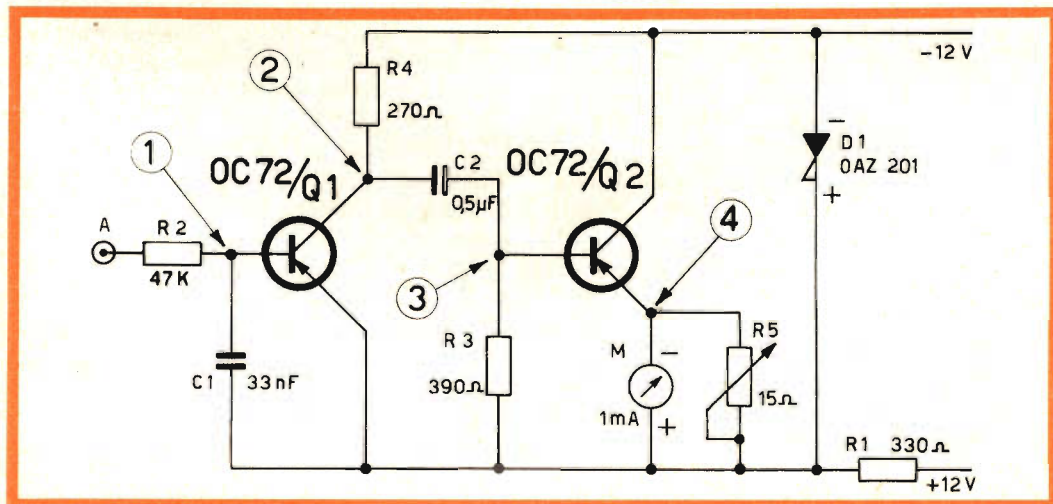 -12 V
R4
270Ω
2
1
OC72/Q1
C2
0,5µF
OC72/Q2
D1
OAZ 201
-
+
A
R2
47K
3
4
C1
33nF
R3
390Ω
M
-
1mA
+
R5
15Ω
R1
330Ω
+12V